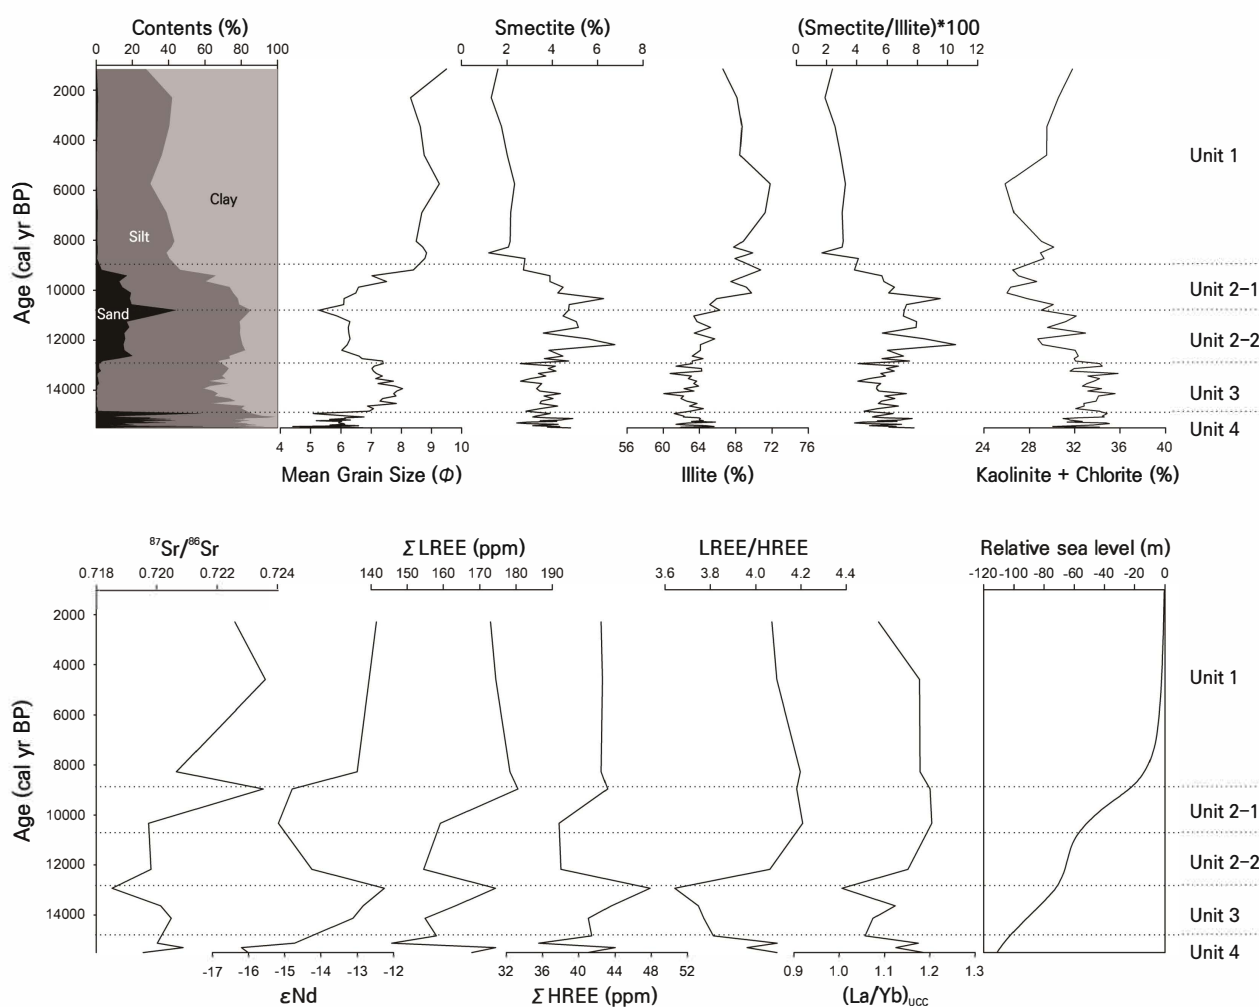 Contents (%)
0 20 40 60 80 100
Smectite (%)
0 2 4 6 8
(Smectite/Illite)*100
0 2 4 6 8 10 12
Age (cal yr BP)
2000
4000
6000
8000
10000
12000
14000
Clay
Silt
Sand
Unit 1
Unit 2-1
Unit 2-2
Unit 3
Unit 4
4 5 6 7 8 9 10
Mean Grain Size (Φ)
56 60 64 68 72 76
Illite (%)
24 28 32 36 40
Kaolinite + Chlorite (%)
⁸⁷Sr/⁸⁶Sr
0.718 0.720 0.722 0.724
Σ LREE (ppm)
140 150 160 170 180 190
LREE/HREE
3.6 3.8 4.0 4.2 4.4
Relative sea level (m)
-120 -100 -80 -60 -40 -20 0
Age (cal yr BP)
2000
4000
6000
8000
10000
12000
14000
Unit 1
Unit 2-1
Unit 2-2
Unit 3
Unit 4
-17 -16 -15 -14 -13 -12
εNd
32 36 40 44 48 52
Σ HREE (ppm)
0.9 1.0 1.1 1.2 1.3
(La/Yb)UCC